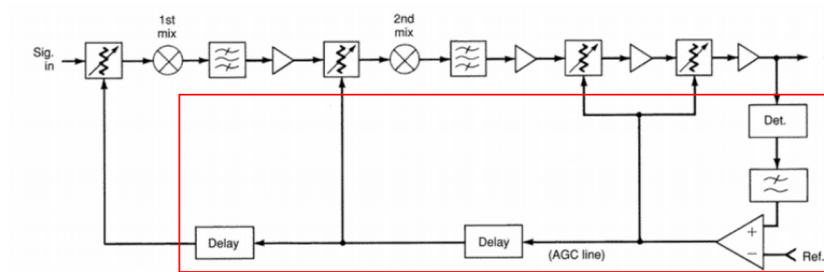 1st
mix
2nd
mix
Sig.
in
Det.
+
−
Ref.
Delay
Delay
(AGC line)